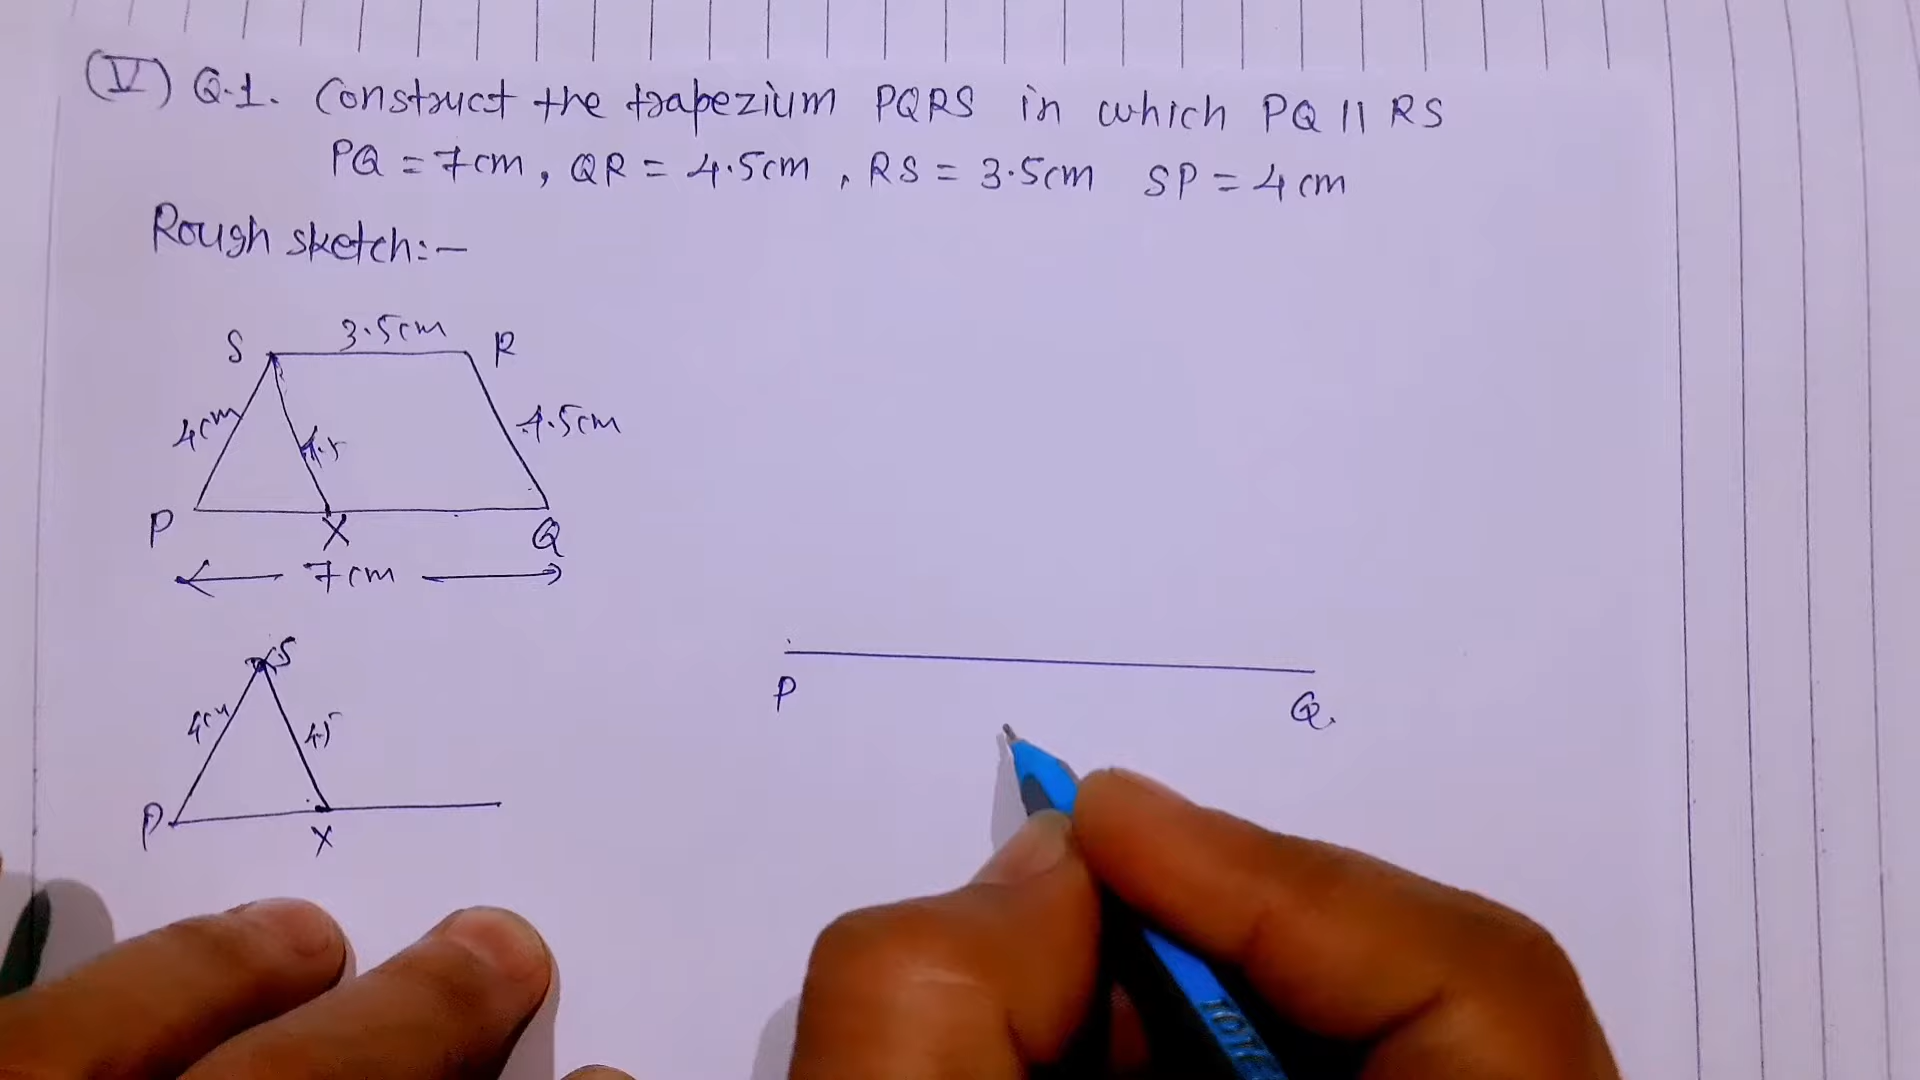 (V) Q.1. Construct the trapezium PQRS in which PQ || RS
PQ = 7cm, QR = 4.5cm, RS = 3.5cm SP = 4cm
Rough sketch:-
3.5cm
S R
4cm 4.5 4.5cm
P X Q
7cm
S
4cm 4.5
P X
P Q.